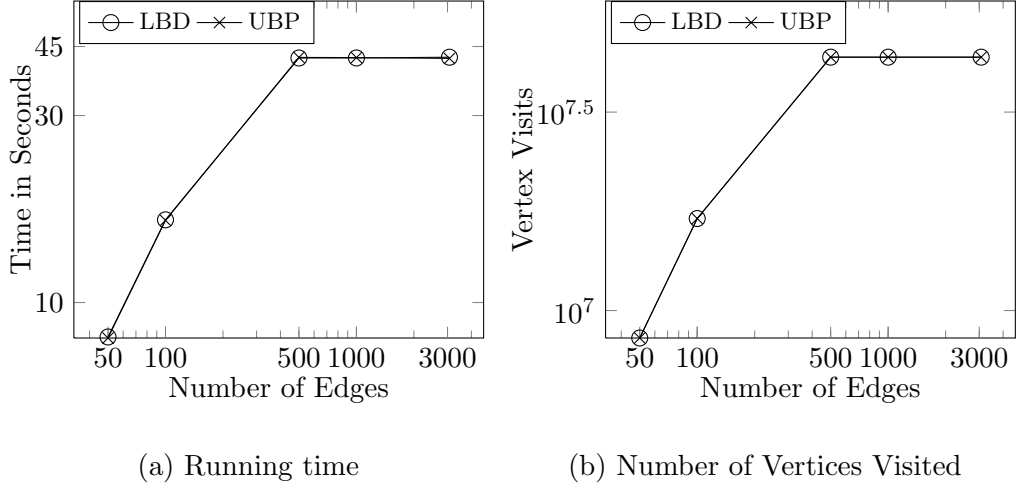 LBD UBP
45
30
10
Time in Seconds
50 100 500 1000 3000
Number of Edges
(a) Running time
LBD UBP
10^7.5
10^7
Vertex Visits
50 100 500 1000 3000
Number of Edges
(b) Number of Vertices Visited